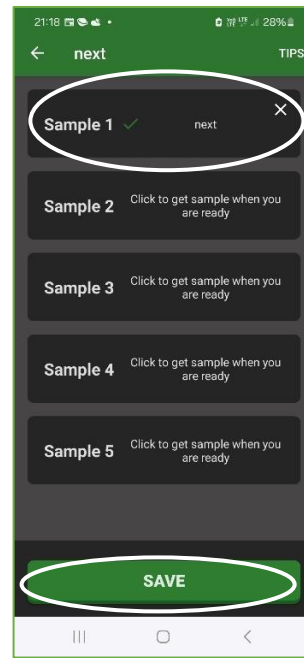 21:18 28%
next TIPS
Sample 1 next
Sample 2 Click to get sample when you
are ready
Sample 3 Click to get sample when you
are ready
Sample 4 Click to get sample when you
are ready
Sample 5 Click to get sample when you
are ready
SAVE